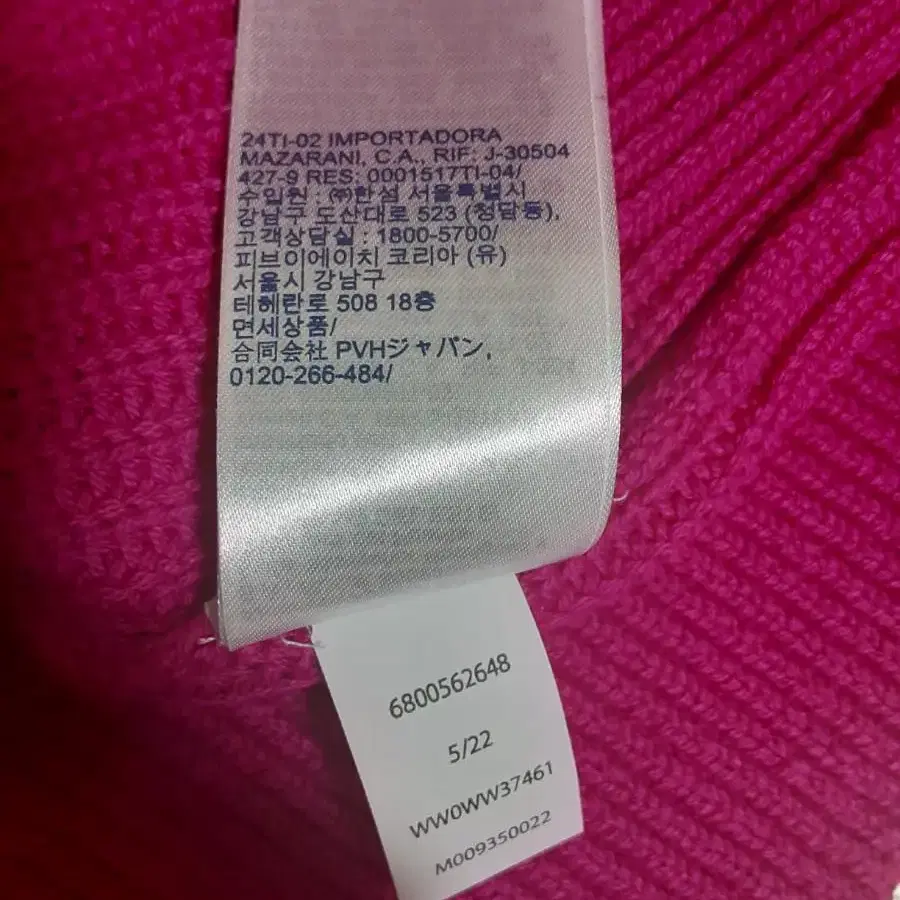 24TI-02 IMPORTADORA
MAZARANI, C.A., RIF: J-30504
427-9 RES: 0001517TI-04/
수입원 : ㈜한섬 서울특별시
강남구 도산대로 523 (청담동),
고객상담실 : 1800-5700/
피브이에이치 코리아 (유)
서울시 강남구
테헤란로 508 18층
면세상품/
合同会社 PVHジャパン,
0120-266-484/
6800562648
5/22
WW0WW37461
M009350022